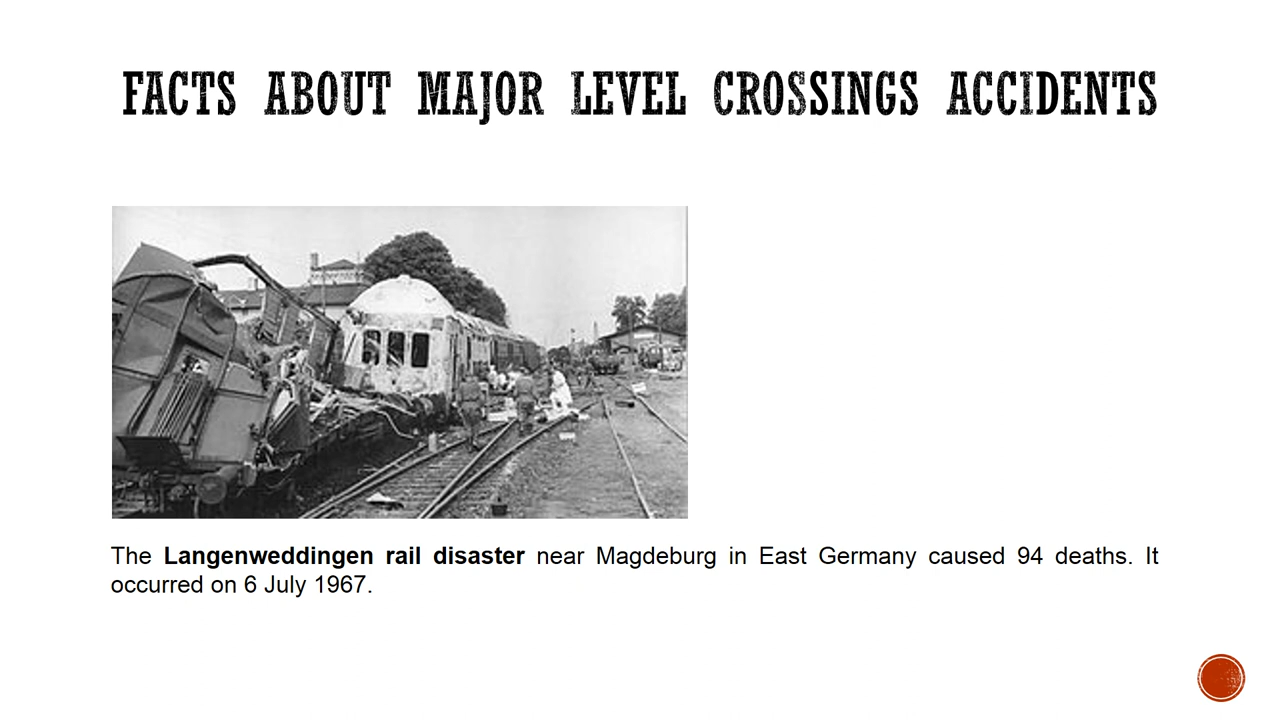 FACTS ABOUT MAJOR LEVEL CROSSINGS ACCIDENTS
The Langenweddingen rail disaster near Magdeburg in East Germany caused 94 deaths. It
occurred on 6 July 1967.